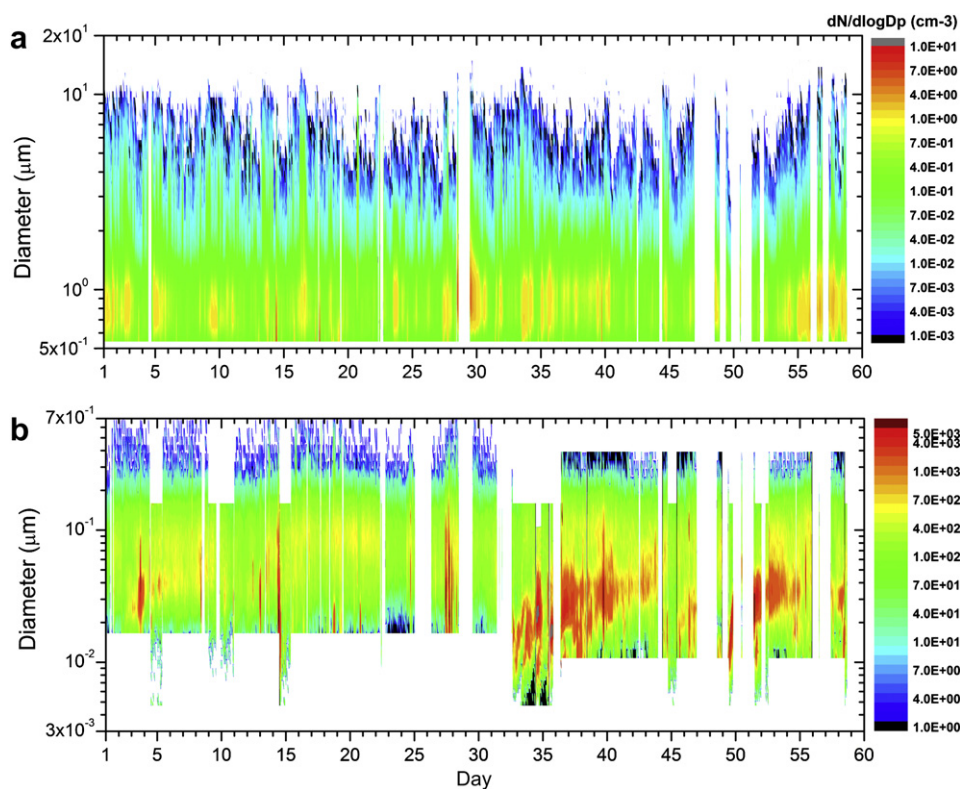 dN/dlogDp (cm-3)
a
2x10¹
10¹
10⁰
5x10⁻¹
Diameter (μm)
1 5 10 15 20 25 30 35 40 45 50 55 60
1.0E+01
7.0E+00
4.0E+00
1.0E+00
7.0E-01
4.0E-01
1.0E-01
7.0E-02
4.0E-02
1.0E-02
7.0E-03
4.0E-03
1.0E-03
b
7x10⁻¹
10⁻¹
10⁻²
3x10⁻³
Diameter (μm)
1 5 10 15 20 25 30 35 40 45 50 55 60
Day
5.0E+03
4.0E+03
1.0E+03
7.0E+02
4.0E+02
1.0E+02
7.0E+01
4.0E+01
1.0E+01
7.0E+00
4.0E+00
1.0E+00